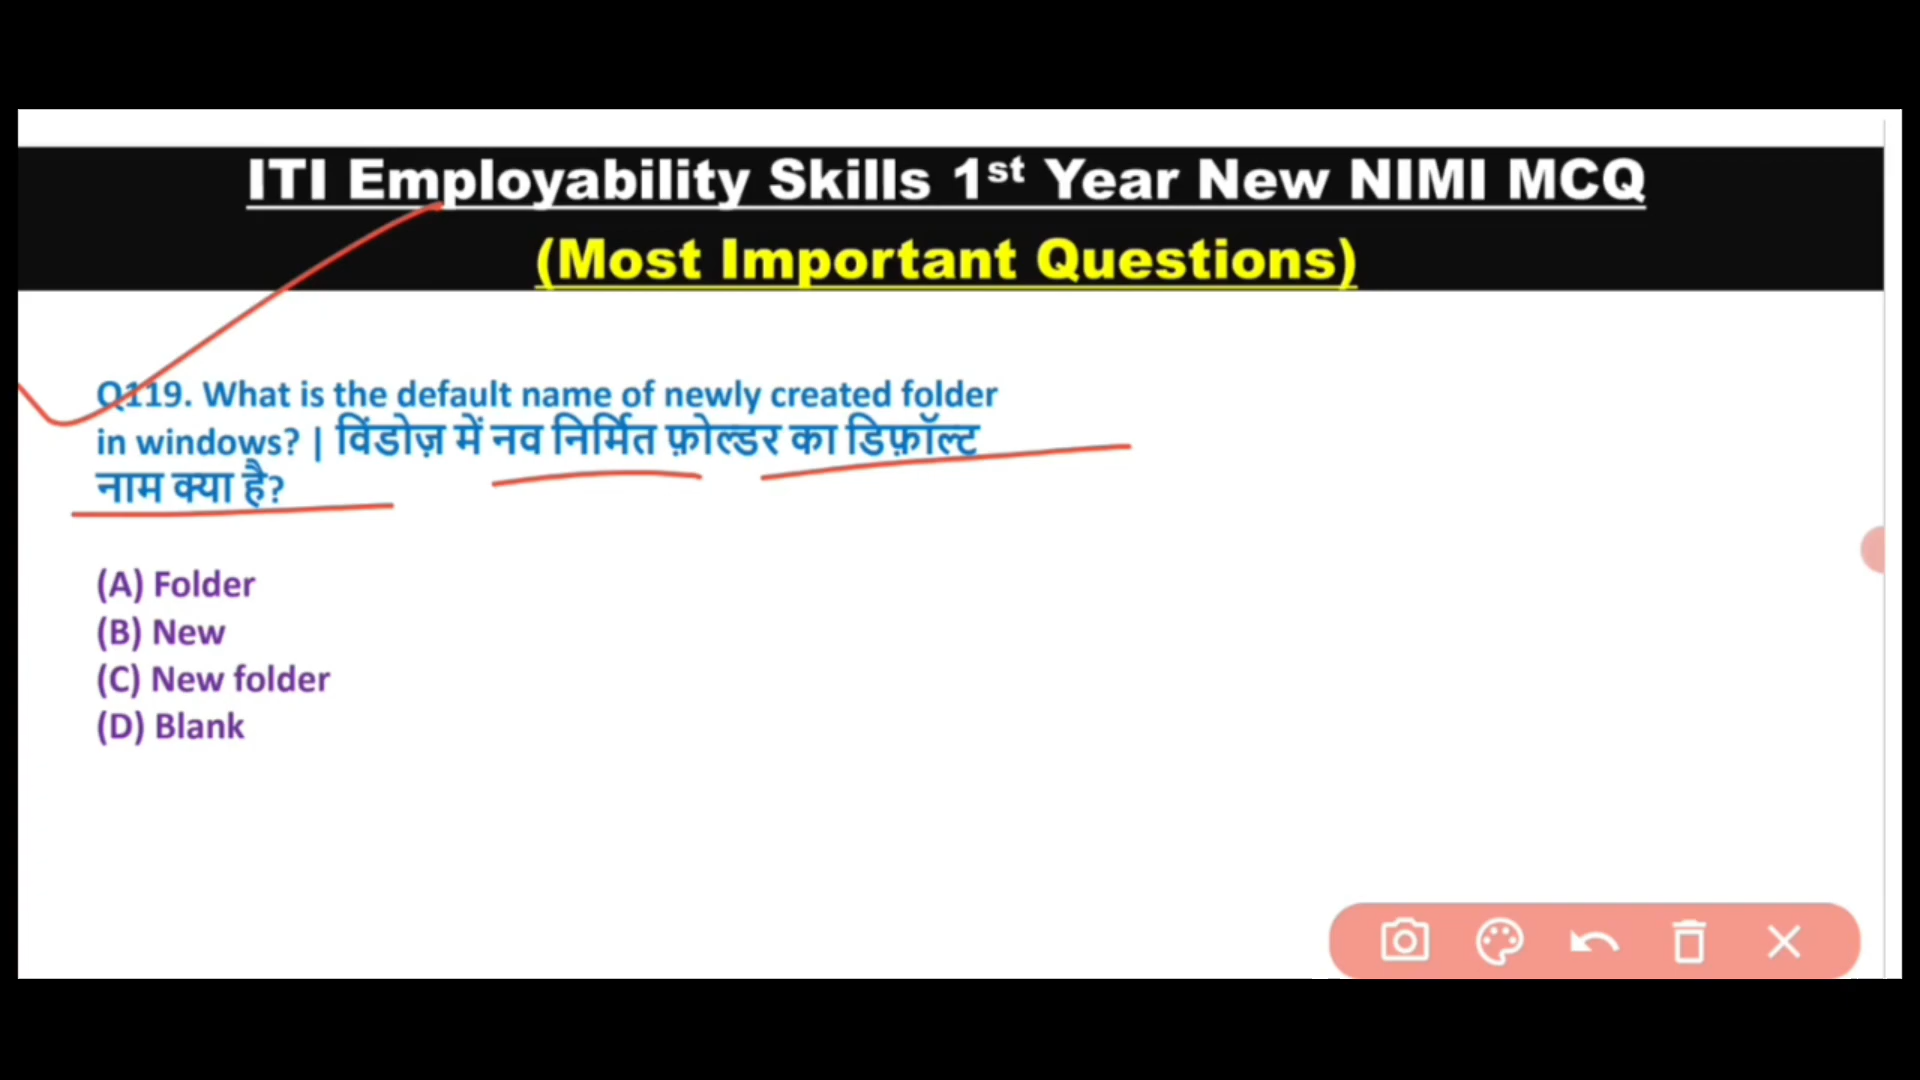 ITI Employability Skills 1st Year New NIMI MCQ
(Most Important Questions)
Q119. What is the default name of newly created folder
in windows? | विंडोज़ में नव निर्मित फ़ोल्डर का डिफ़ॉल्ट
नाम क्या है?
(A) Folder
(B) New
(C) New folder
(D) Blank